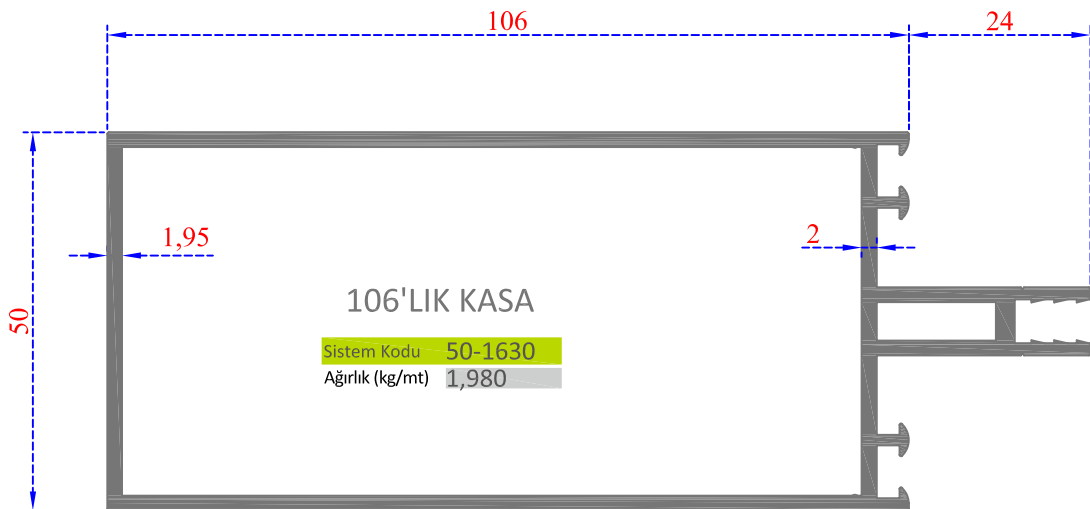 106
24
1,95
2
50
106'LIK KASA
Sistem Kodu 50-1630
Ağırlık (kg/mt) 1,980